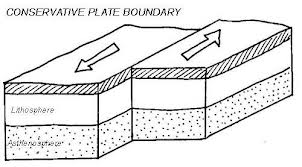 CONSERVATIVE PLATE BOUNDARY
Lithosphere
Asthenosphere